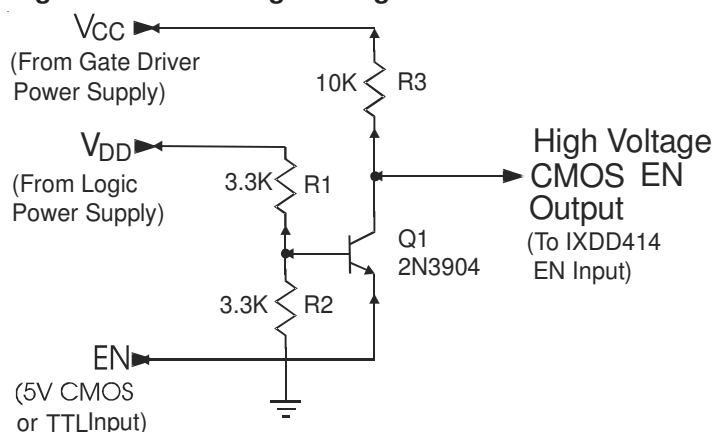 VCC
(From Gate Driver
Power Supply)
10K
R3
VDD
(From Logic
Power Supply)
3.3K
R1
High Voltage
CMOS EN
Output
(To IXDD414
EN Input)
Q1
2N3904
3.3K
R2
EN
(5V CMOS
or TTLInput)